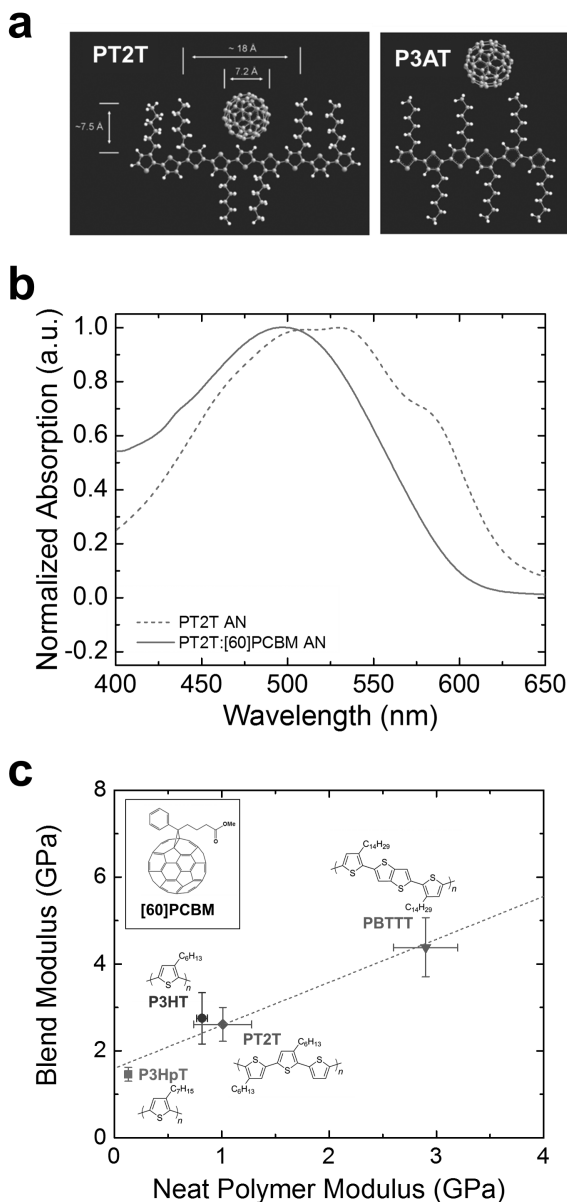 a
PT2T
~ 18 Å
7.2 Å
~7.5 Å
P3AT
b
Normalized Absorption (a.u.)
1.0
0.8
0.6
0.4
0.2
0.0
-0.2
PT2T AN
PT2T:[60]PCBM AN
400 450 500 550 600 650
Wavelength (nm)
c
Blend Modulus (GPa)
8
6
4
2
0
OMe
O
[60]PCBM
C14H29
S
S
S
S
n
C14H29
PBTTT
C6H13
S
n
P3HT
PT2T
C6H13
S
S
S
n
C6H13
P3HpT
C7H15
S
n
0 1 2 3 4
Neat Polymer Modulus (GPa)